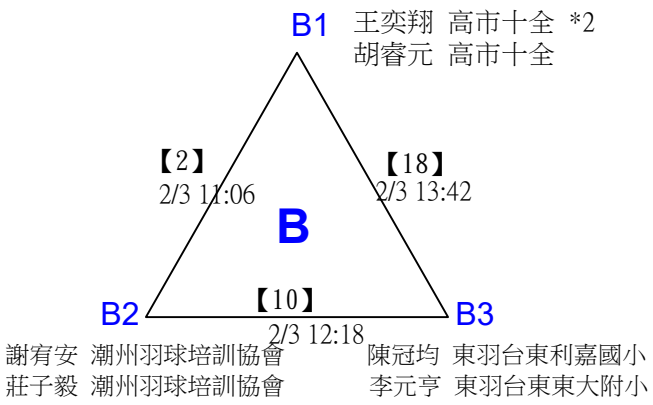 B1 王奕翔 高市十全 *2
胡睿元 高市十全
【2】
2/3 11:06
【18】
2/3 13:42
B
【10】
2/3 12:18
B2
B3
謝宥安 潮州羽球培訓協會
莊子毅 潮州羽球培訓協會
陳冠均 東羽台東利嘉國小
李元亨 東羽台東東大附小